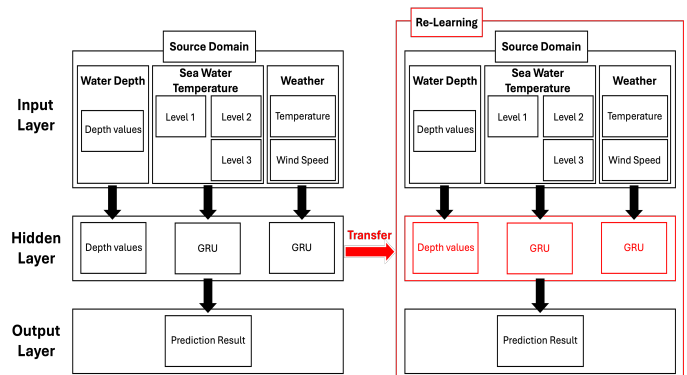 Re-Learning
Source Domain
Source Domain
Input
Layer
Water Depth
Sea Water
Temperature
Weather
Depth values
Level 1
Level 2
Level 3
Temperature
Wind Speed
Water Depth
Sea Water
Temperature
Weather
Depth values
Level 1
Level 2
Level 3
Temperature
Wind Speed
Hidden
Layer
Depth values
GRU
GRU
Transfer
Depth values
GRU
GRU
Output
Layer
Prediction Result
Prediction Result